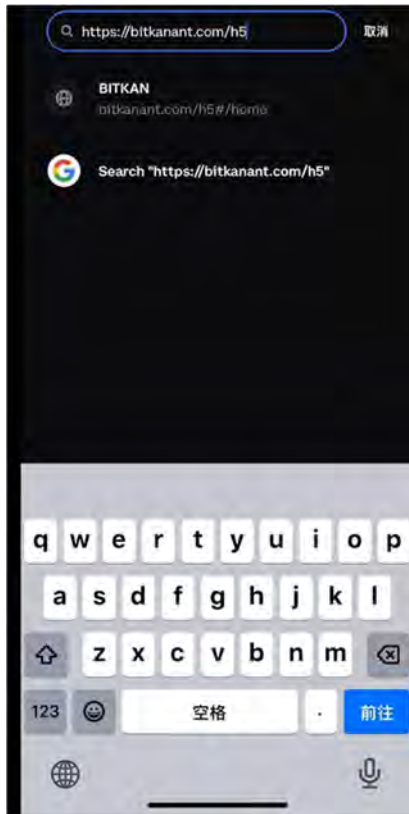 https://bitkanant.com/h5
取消
BITKAN
bitkanant.com/h5#/home
Search "https://bitkanant.com/h5"
q w e r t y u i o p
a s d f g h j k l
z x c v b n m
123 空格 . 前往